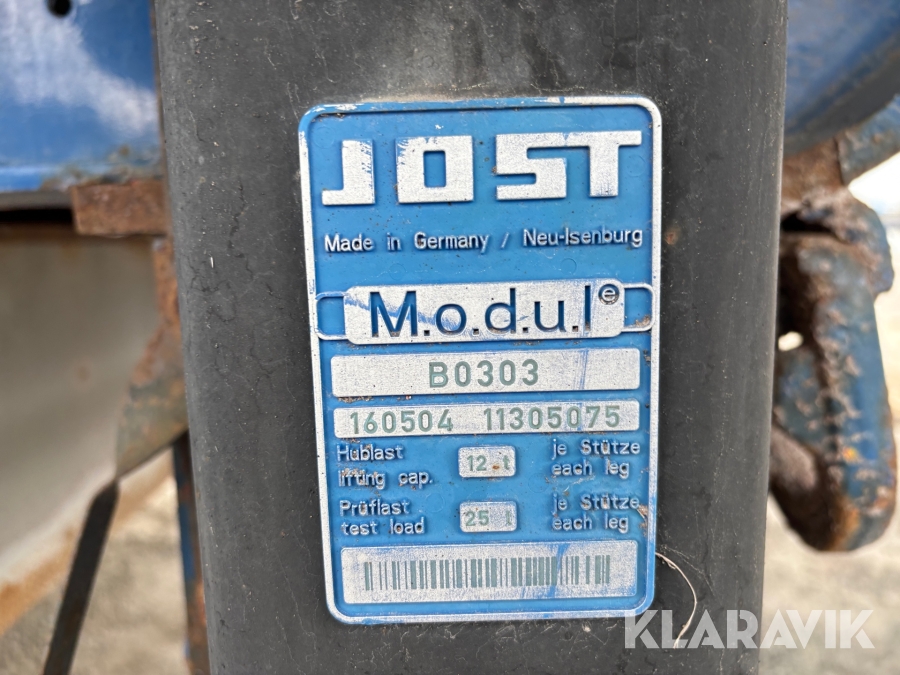 JOST
Made in Germany / Neu-Isenburg
M.o.d.u.l e
B0303
160504 11305075
Hublast 12 t je Stütze
lifting cap. each leg
Prüflast 25 t je Stütze
test load each leg
KLARAVIK